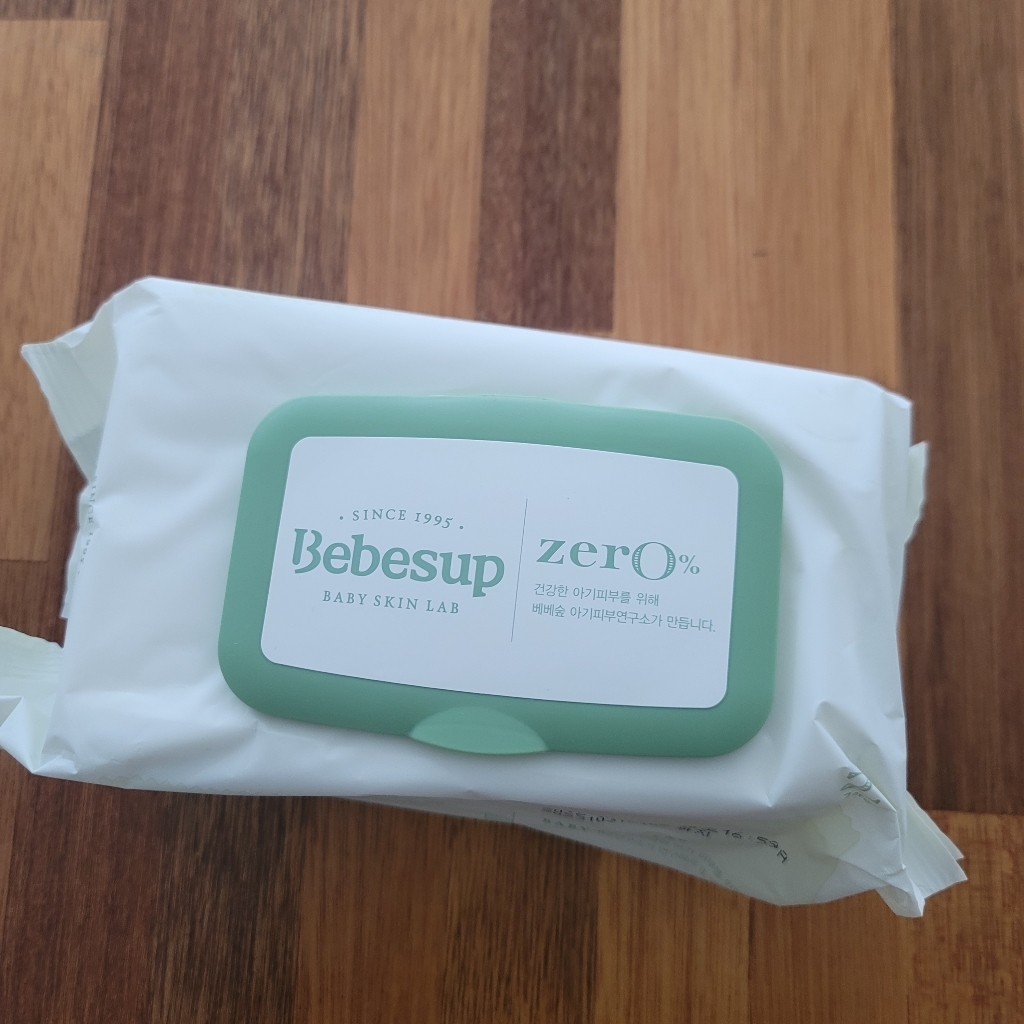 · SINCE 1995 ·
Bebesup
BABY SKIN LAB
zero%
건강한 아기피부를 위해
베베숲 아기피부연구소가 만듭니다.